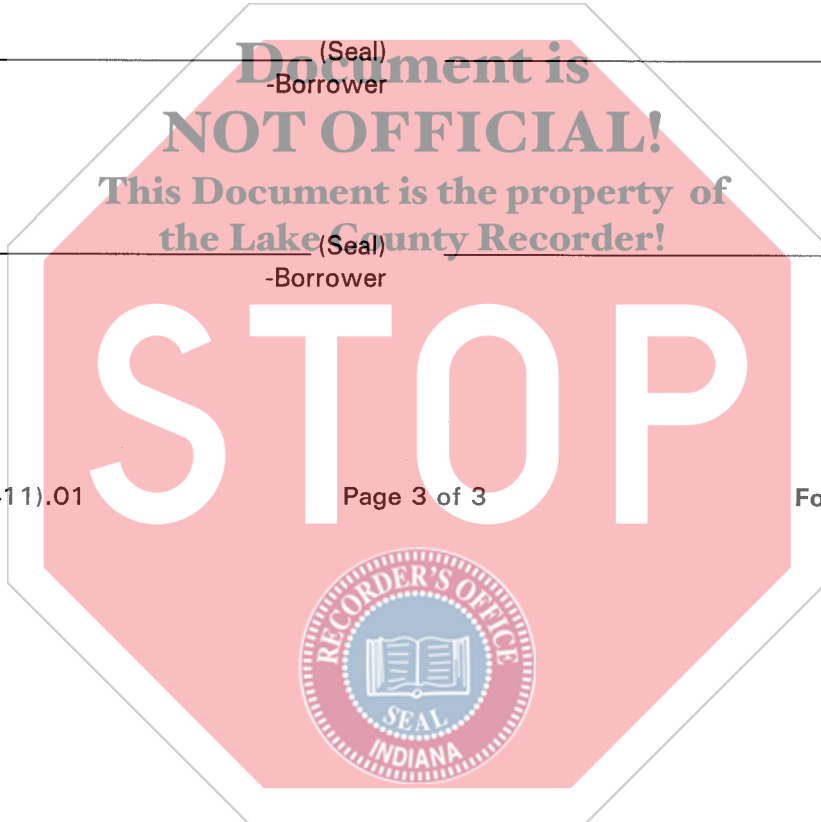 (Seal)
-Borrower
Document is
NOT OFFICIAL!
This Document is the property of
the Lake County Recorder!
(Seal)
-Borrower
STOP
11).01 Page 3 of 3 Fo
RECORDER'S OFFICE
SEAL
INDIANA